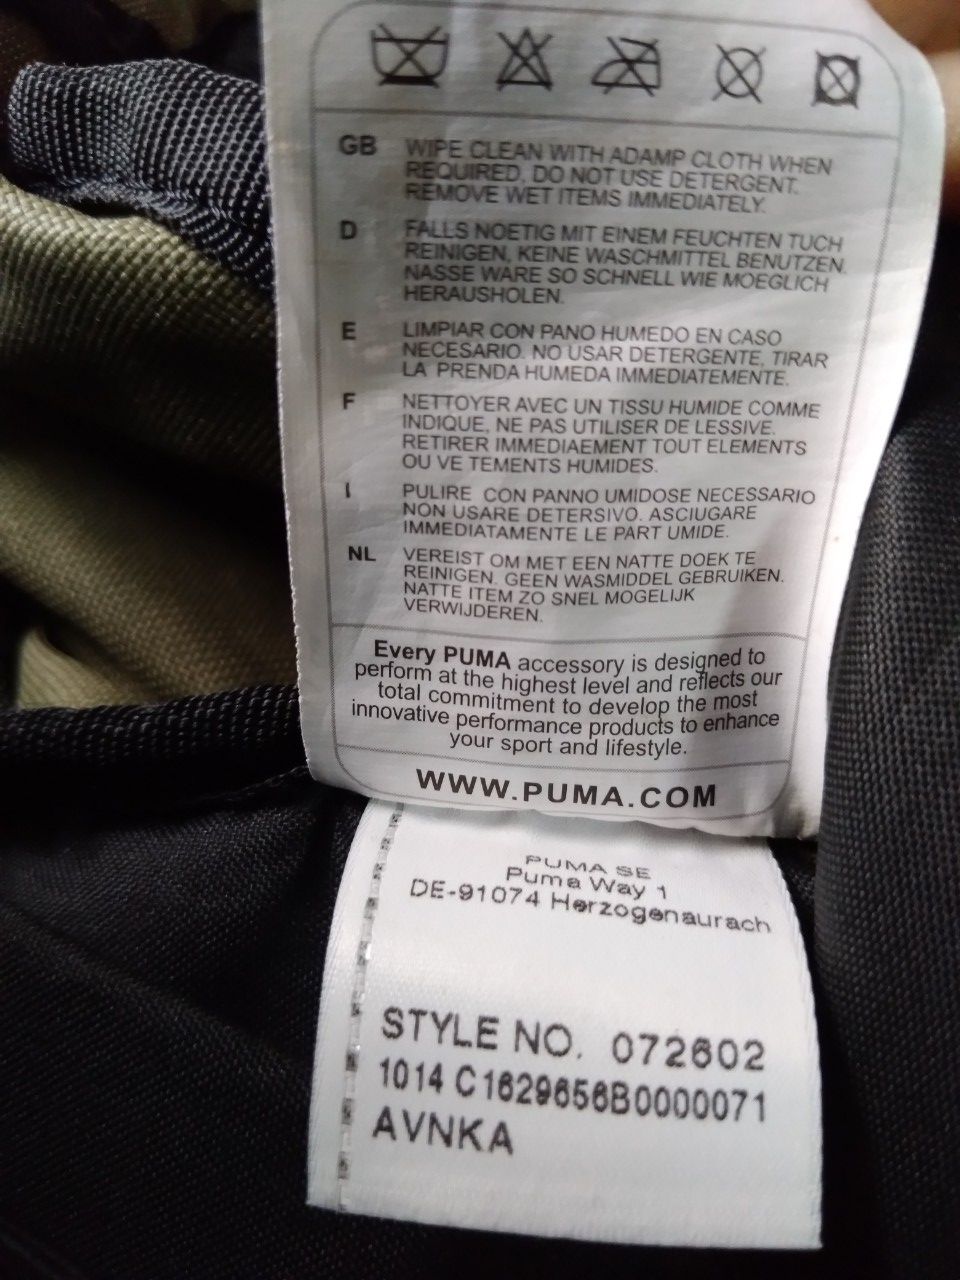 GB WIPE CLEAN WITH ADAMP CLOTH WHEN
REQUIRED, DO NOT USE DETERGENT.
REMOVE WET ITEMS IMMEDIATELY.
D FALLS NOETIG MIT EINEM FEUCHTEN TUCH
REINIGEN, KEINE WASCHMITTEL BENUTZEN.
NASSE WARE SO SCHNELL WIE MOEGLICH
HERAUSHOLEN.
E LIMPIAR CON PANO HUMEDO EN CASO
NECESARIO. NO USAR DETERGENTE, TIRAR
LA PRENDA HUMEDA IMMEDIATEMENTE.
F NETTOYER AVEC UN TISSU HUMIDE COMME
INDIQUE, NE PAS UTILISER DE LESSIVE.
RETIRER IMMEDIAEMENT TOUT ELEMENTS
OU VE TEMENTS HUMIDES.
I PULIRE CON PANNO UMIDOSE NECESSARIO
NON USARE DETERSIVO. ASCIUGARE
IMMEDIATAMENTE LE PART UMIDE.
NL VEREIST OM MET EEN NATTE DOEK TE
REINIGEN. GEEN WASMIDDEL GEBRUIKEN.
NATTE ITEM ZO SNEL MOGELIJK
VERWIJDEREN.
Every PUMA accessory is designed to
perform at the highest level and reflects our
total commitment to develop the most
innovative performance products to enhance
your sport and lifestyle.
WWW.PUMA.COM
PUMA SE
Puma Way 1
DE-91074 Herzogenaurach
STYLE NO. 072602
1014 C1629656B0000071
AVNKA